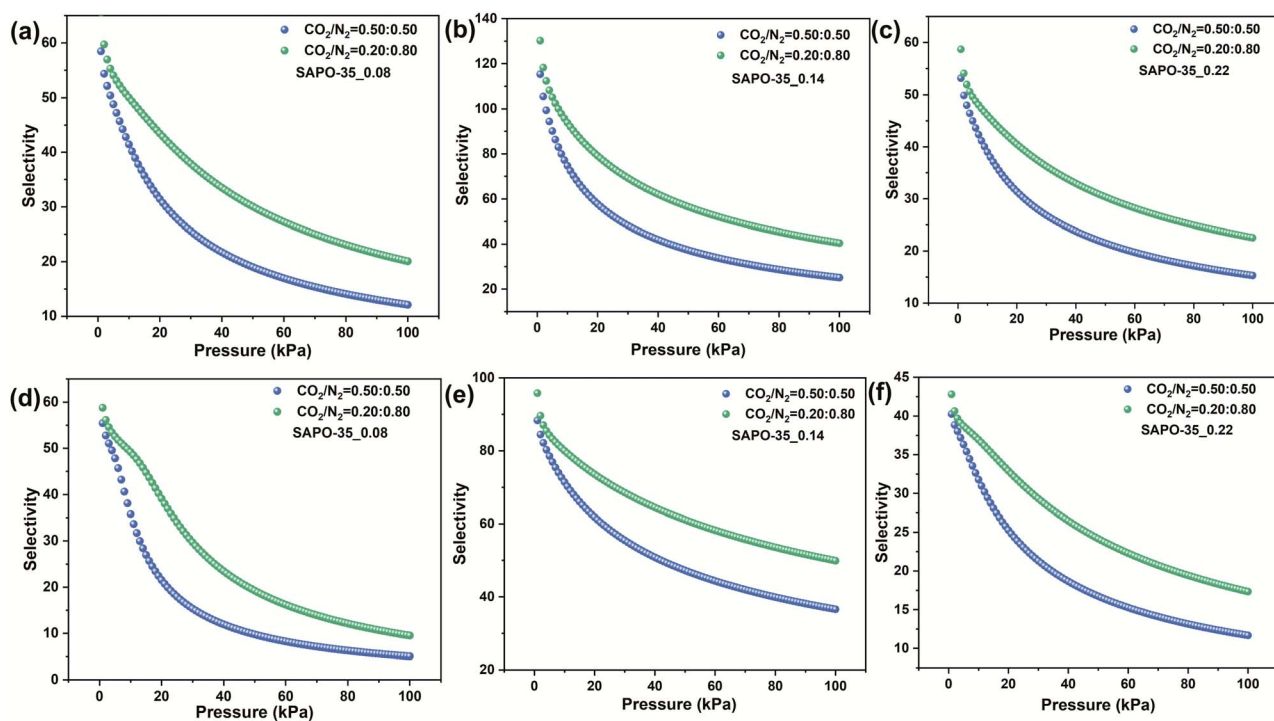 (a)
CO2/N2=0.50:0.50
CO2/N2=0.20:0.80
SAPO-35_0.08
Selectivity
60
50
40
30
20
10
0 20 40 60 80 100
Pressure (kPa)
(b)
CO2/N2=0.50:0.50
CO2/N2=0.20:0.80
SAPO-35_0.14
Selectivity
140
120
100
80
60
40
20
0 20 40 60 80 100
Pressure (kPa)
(c)
CO2/N2=0.50:0.50
CO2/N2=0.20:0.80
SAPO-35_0.22
Selectivity
60
50
40
30
20
10
0 20 40 60 80 100
Pressure (kPa)
(d)
CO2/N2=0.50:0.50
CO2/N2=0.20:0.80
SAPO-35_0.08
Selectivity
60
50
40
30
20
10
0
0 20 40 60 80 100
Pressure (kPa)
(e)
CO2/N2=0.50:0.50
CO2/N2=0.20:0.80
SAPO-35_0.14
Selectivity
100
80
60
40
20
0 20 40 60 80 100
Pressure (kPa)
(f)
CO2/N2=0.50:0.50
CO2/N2=0.20:0.80
SAPO-35_0.22
Selectivity
45
40
35
30
25
20
15
10
0 20 40 60 80 100
Pressure (kPa)